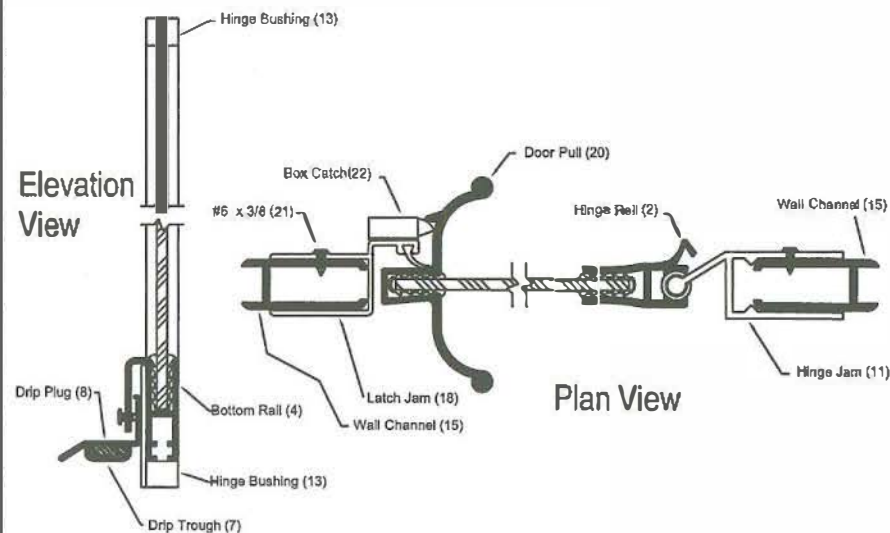 Hinge Bushing (13)
Door Pull (20)
Box Catch(22)
Elevation
View
#6 x 3/8 (21)
Hinge Rail (2)
Wall Channel (15)
Hinge Jam (11)
Drip Plug (8)
Latch Jam (18)
Plan View
Bottom Rail (4)
Wall Channel (15)
Hinge Bushing (13)
Drip Trough (7)